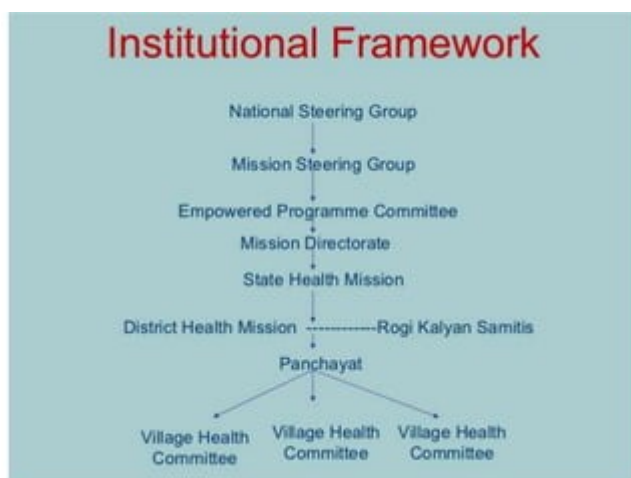 Institutional Framework
National Steering Group
Mission Steering Group
Empowered Programme Committee
Mission Directorate
State Health Mission
District Health Mission ------------Rogi Kalyan Samitis
Panchayat
Village Health Committee
Village Health Committee
Village Health Committee